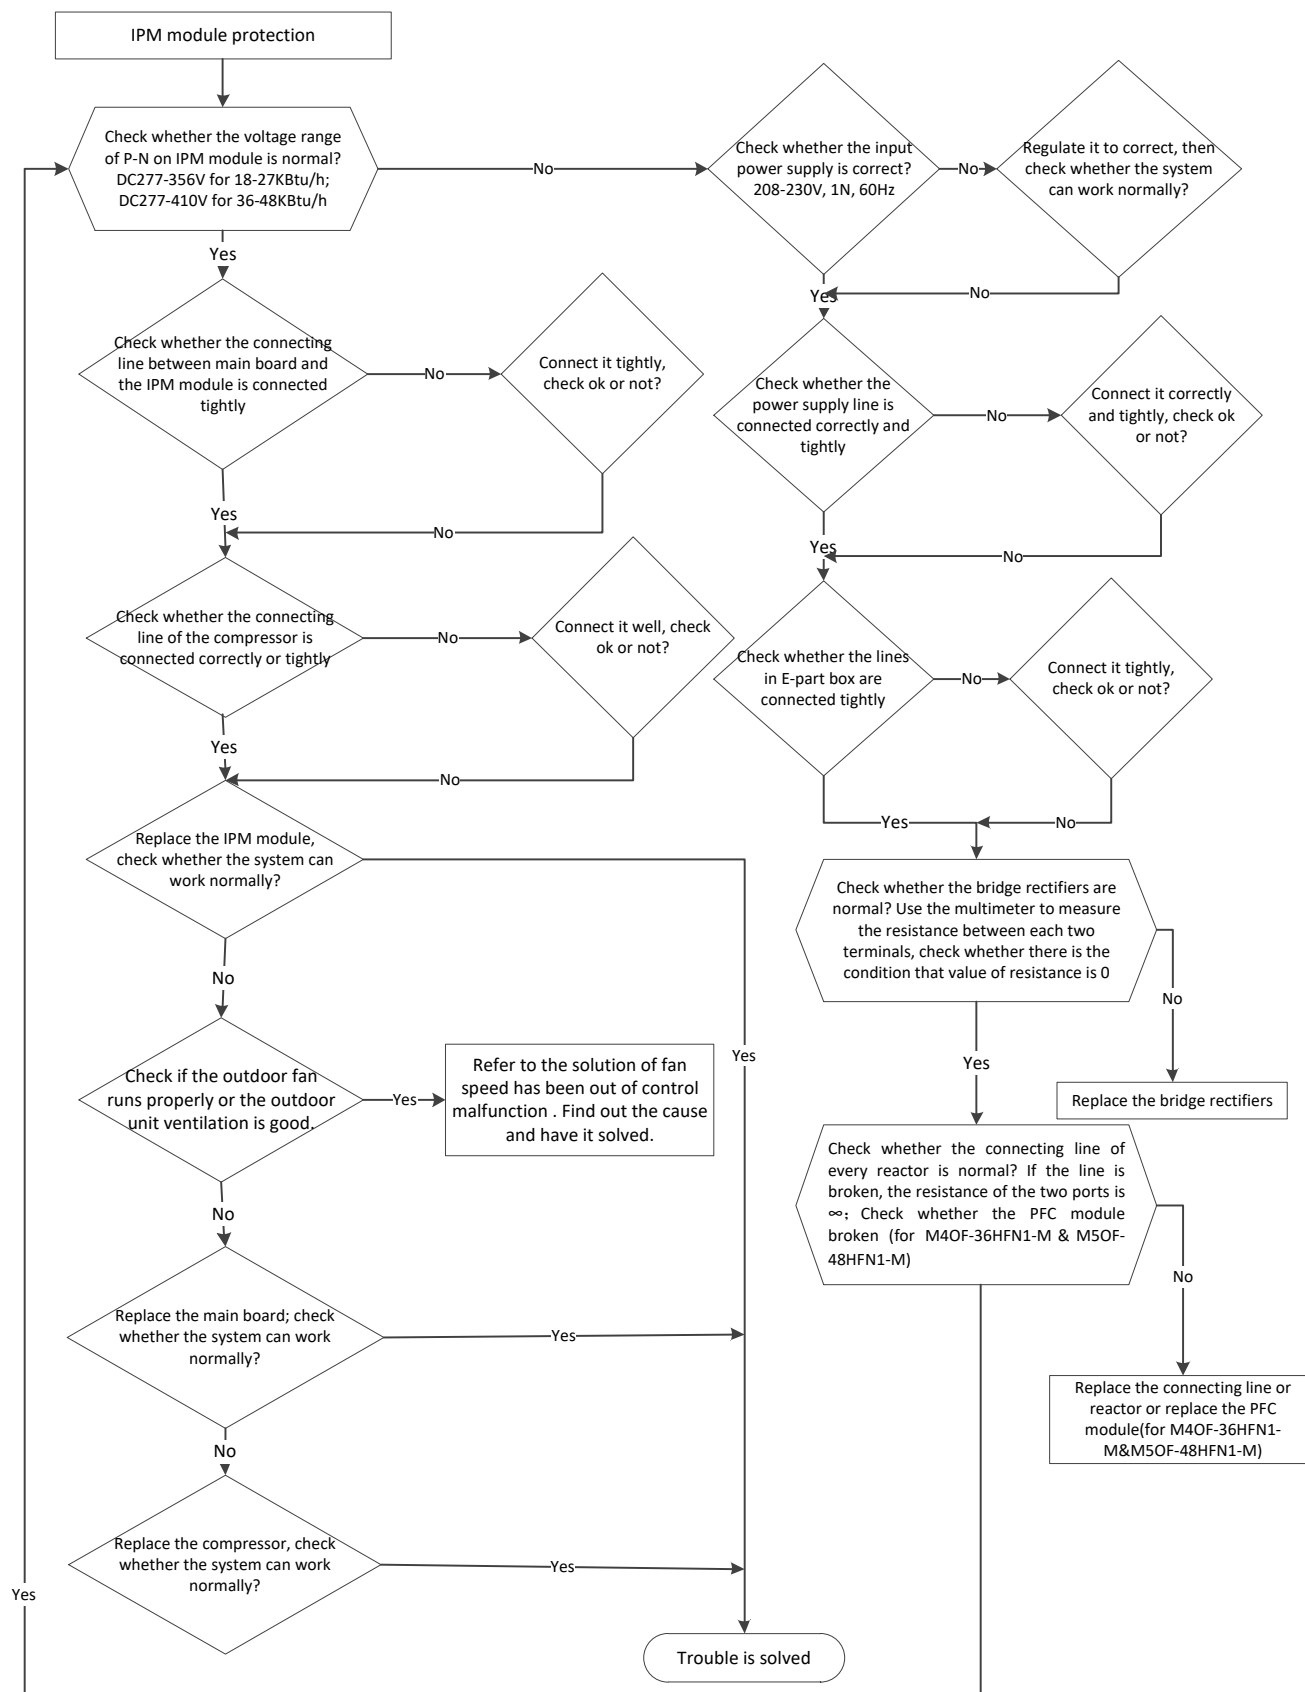 IPM module protection
Check whether the voltage range
of P-N on IPM module is normal?
DC277-356V for 18-27KBtu/h;
DC277-410V for 36-48KBtu/h
No
Check whether the input
power supply is correct?
208-230V, 1N, 60Hz
No
Regulate it to correct, then
check whether the system
can work normally?
Yes
Yes
No
Check whether the connecting
line between main board and
the IPM module is connected
tightly
No
Connect it tightly,
check ok or not?
Check whether the
power supply line is
connected correctly and
tightly
No
Connect it correctly
and tightly, check ok
or not?
Yes
No
Yes
No
Check whether the connecting
line of the compressor is
connected correctly or tightly
No
Connect it well, check
ok or not?
Check whether the lines
in E-part box are
connected tightly
No
Connect it tightly,
check ok or not?
Yes
No
Yes
No
Replace the IPM module,
check whether the system can
work normally?
Check whether the bridge rectifiers are
normal? Use the multimeter to measure
the resistance between each two
terminals, check whether there is the
condition that value of resistance is 0
No
No
Yes
Yes
Check if the outdoor fan
runs properly or the outdoor
unit ventilation is good.
Yes
Refer to the solution of fan
speed has been out of control
malfunction . Find out the cause
and have it solved.
Replace the bridge rectifiers
Check whether the connecting line of
every reactor is normal? If the line is
broken, the resistance of the two ports is
∞; Check whether the PFC module
broken (for M4OF-36HFN1-M & M5OF-
48HFN1-M)
No
No
Replace the main board; check
whether the system can work
normally?
Yes
Replace the connecting line or
reactor or replace the PFC
module(for M4OF-36HFN1-
M&M5OF-48HFN1-M)
No
Replace the compressor, check
whether the system can work
normally?
Yes
Yes
Trouble is solved